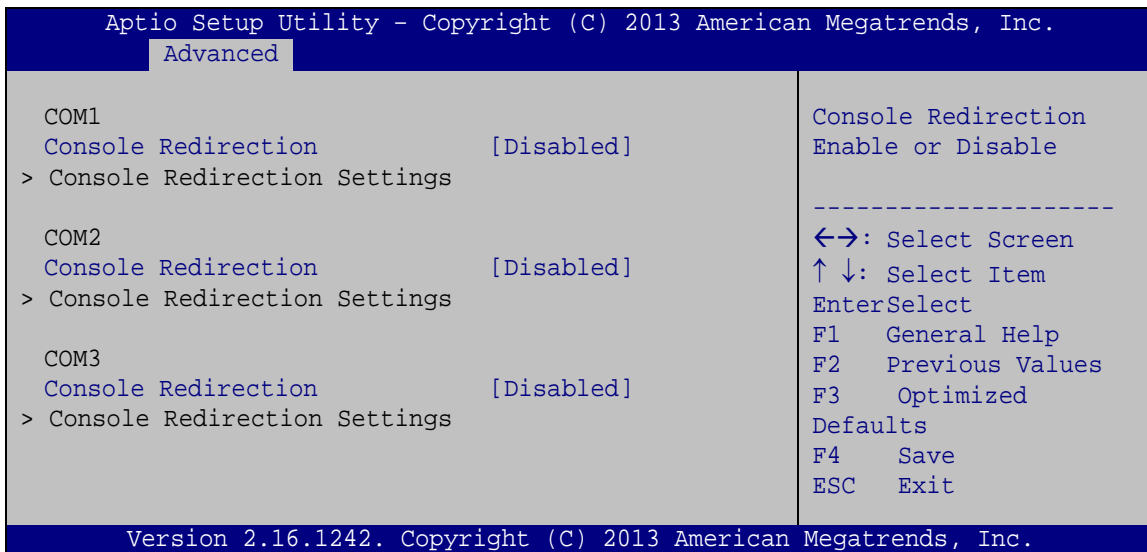 Aptio Setup Utility – Copyright (C) 2013 American Megatrends, Inc.
Advanced
COM1
Console Redirection [Disabled]
> Console Redirection Settings
COM2
Console Redirection [Disabled]
> Console Redirection Settings
COM3
Console Redirection [Disabled]
> Console Redirection Settings
Console Redirection
Enable or Disable
---------------------
←→: Select Screen
↑ ↓: Select Item
EnterSelect
F1 General Help
F2 Previous Values
F3 Optimized
Defaults
F4 Save
ESC Exit
Version 2.16.1242. Copyright (C) 2013 American Megatrends, Inc.